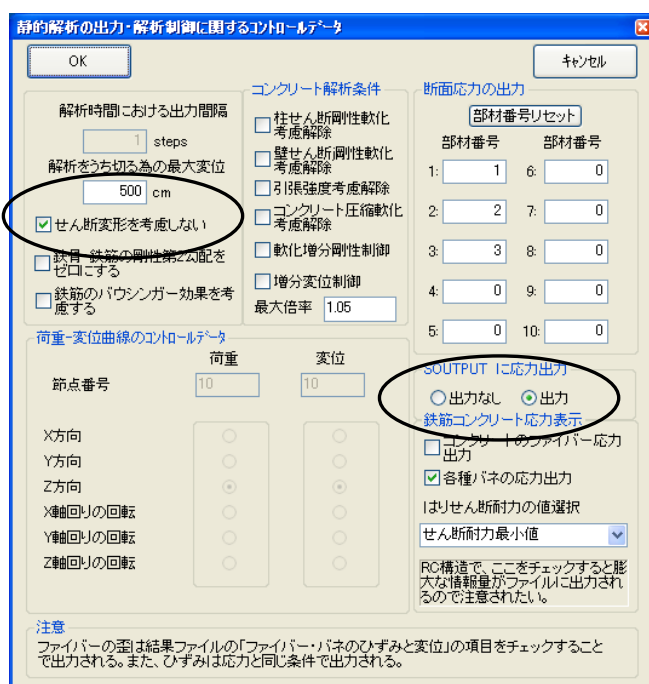 静的解析の出力・解析制御に関するコントロールデータ
OK
キャンセル
解析時間における出力間隔
1 steps
解析をうち切る為の最大変位
500 cm
せん断変形を考慮しない
鉄骨・鉄筋の剛性第2勾配を
ゼロにする
鉄筋のバウシンガー効果を考
慮する
コンクリート解析条件
柱せん断剛性軟化
考慮解除
壁せん断剛性軟化
考慮解除
引張強度考慮解除
コンクリート圧縮軟化
考慮解除
軟化増分剛性制御
増分変位制御
最大倍率 1.05
断面応力の出力
部材番号リセット
部材番号 部材番号
1: 1 6: 0
2: 2 7: 0
3: 3 8: 0
4: 0 9: 0
5: 0 10: 0
荷重-変位曲線のコントロールデータ
荷重 変位
節点番号 10 10
X方向
Y方向
Z方向
X軸回りの回転
Y軸回りの回転
Z軸回りの回転
SOUTPUT に応力出力
出力なし 出力
鉄筋コンクリート応力表示
コンクリートのファイバー応力
出力
各種バネの応力出力
はりせん断耐力の値選択
せん断耐力最小値
RC構造で、ここをチェックすると膨
大な情報量がファイルに出力され
るので注意されたい。
注意
ファイバーの歪は結果ファイルの「ファイバー・バネのひずみと変位」の項目をチェックすること
で出力される。また、ひずみは応力と同じ条件で出力される。